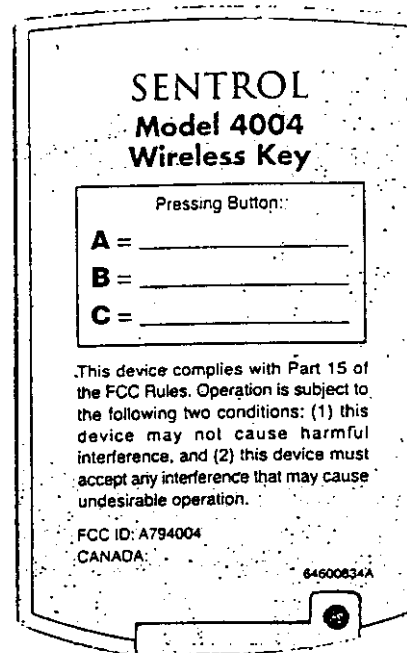 SENTROL
Model 4004
Wireless Key
Pressing Button:
A =
B =
C =
This device complies with Part 15 of
the FCC Rules. Operation is subject to
the following two conditions: (1) this
device may not cause harmful
interference, and (2) this device must
accept any interference that may cause
undesirable operation.
FCC ID: A794004
CANADA:
64600834A